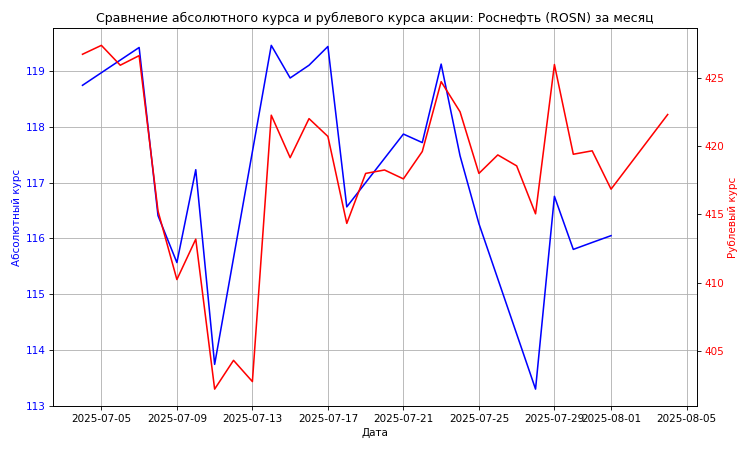 Сравнение абсолютного курса и рублевого курса акции: Роснефть (ROSN) за месяц
Абсолютный курс
119
118
117
116
115
114
113
425
420
415
410
405
Рублевый курс
2025-07-05 2025-07-09 2025-07-13 2025-07-17 2025-07-21 2025-07-25 2025-07-29 2025-08-01 2025-08-05
Дата